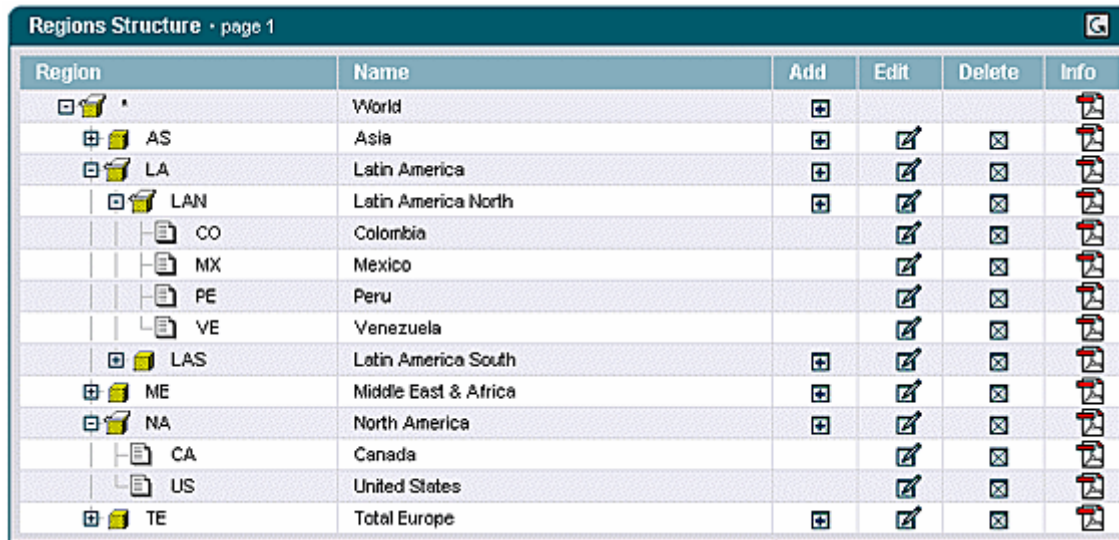 Regions Structure · page 1
Region Name Add Edit Delete Info
* World
AS Asia
LA Latin America
LAN Latin America North
CO Colombia
MX Mexico
PE Peru
VE Venezuela
LAS Latin America South
ME Middle East & Africa
NA North America
CA Canada
US United States
TE Total Europe